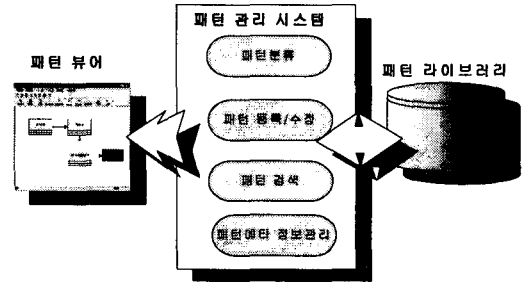 패턴 관리 시스템
패턴 뷰어
패턴분류
패턴 라이브러리
패턴 등록/수정
패턴 검색
패턴메타 정보관리